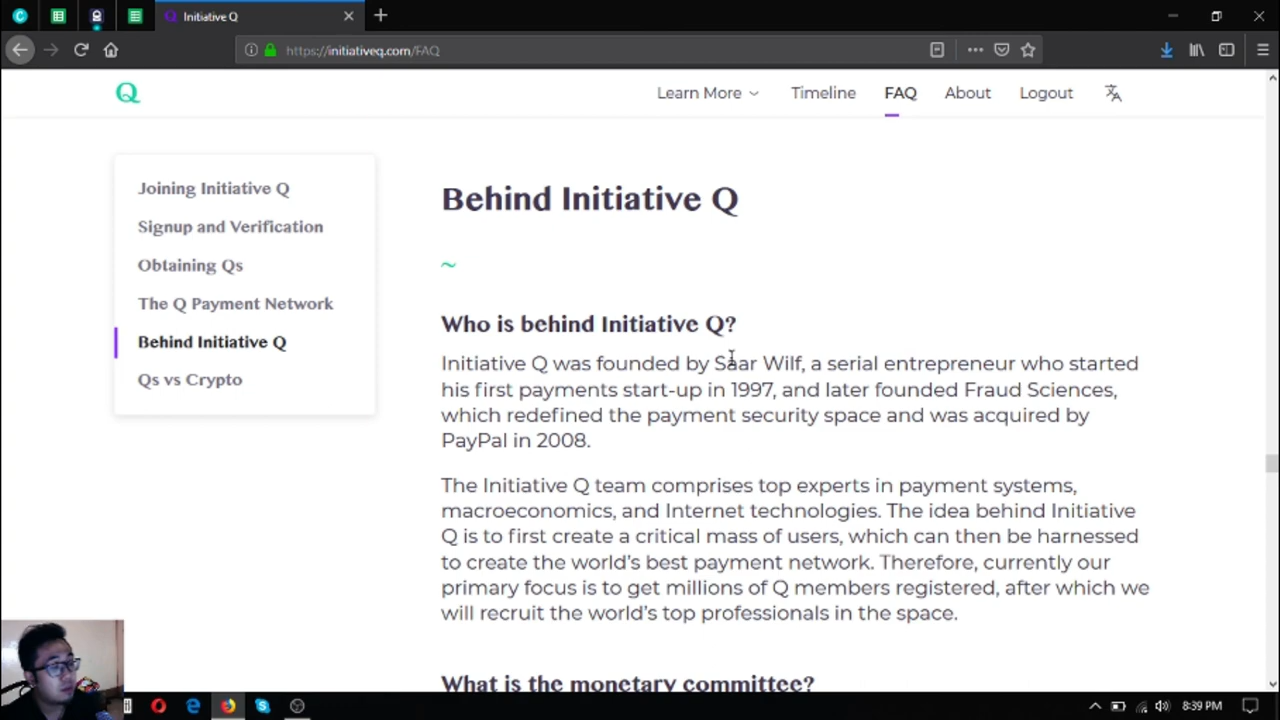 Initiative Q
https://initiativeq.com/FAQ
Q
Learn More
Timeline
FAQ
About
Logout
Joining Initiative Q
Signup and Verification
Obtaining Qs
The Q Payment Network
Behind Initiative Q
Qs vs Crypto
Behind Initiative Q
~
Who is behind Initiative Q?
Initiative Q was founded by Saar Wilf, a serial entrepreneur who started
his first payments start-up in 1997, and later founded Fraud Sciences,
which redefined the payment security space and was acquired by
PayPal in 2008.
The Initiative Q team comprises top experts in payment systems,
macroeconomics, and Internet technologies. The idea behind Initiative
Q is to first create a critical mass of users, which can then be harnessed
to create the world's best payment network. Therefore, currently our
primary focus is to get millions of Q members registered, after which we
will recruit the world's top professionals in the space.
What is the monetary committee?
8:39 PM